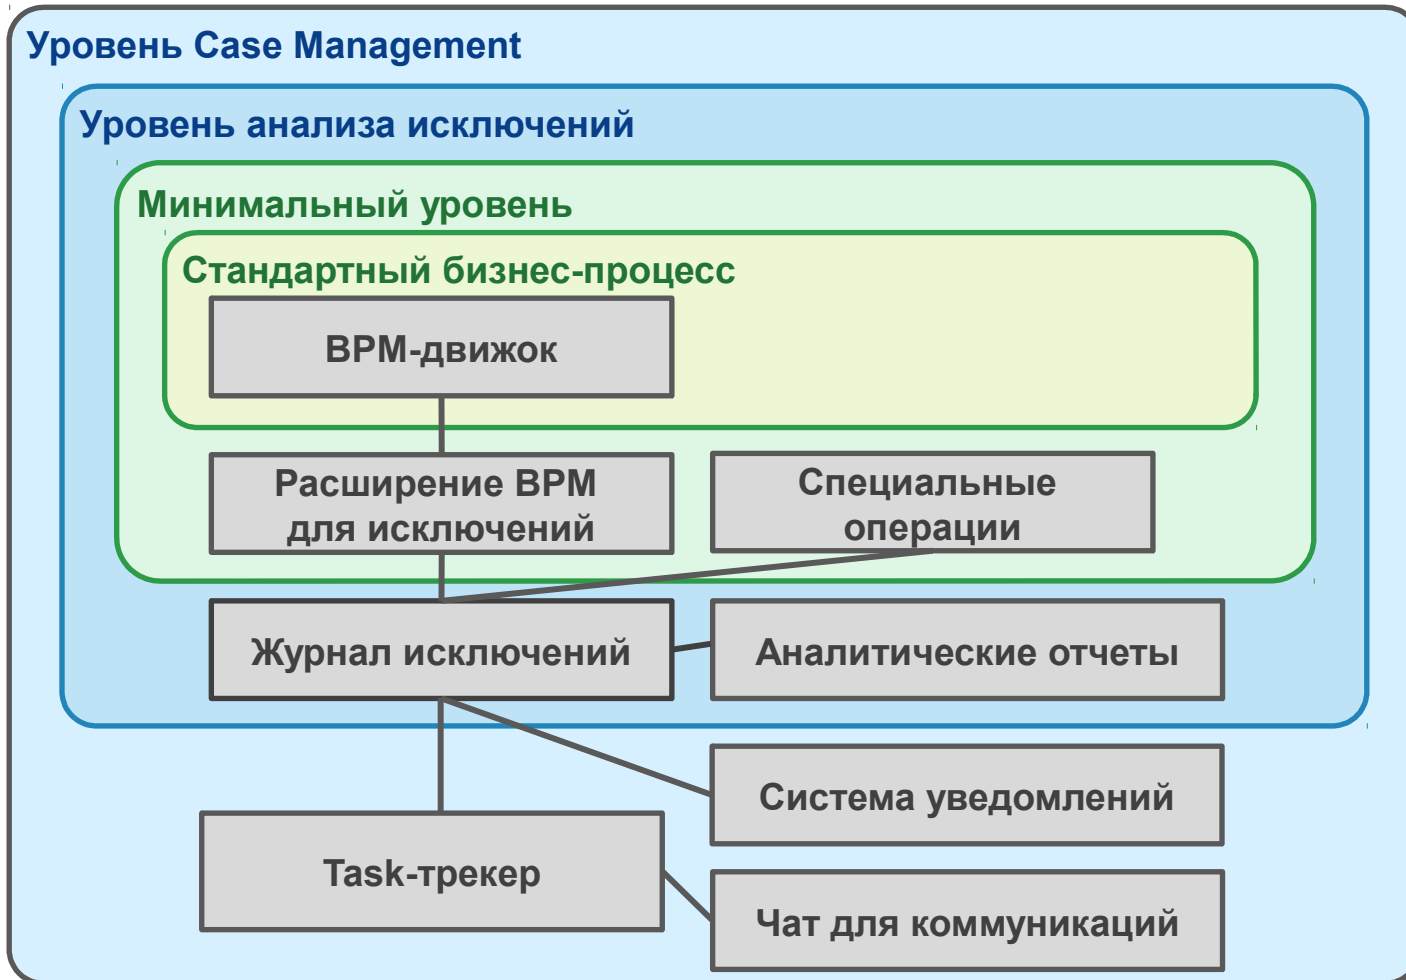 Уровень Case Management
Уровень анализа исключений
Минимальный уровень
Стандартный бизнес-процесс
BPM-движок
Расширение BPM
для исключений
Специальные
операции
Журнал исключений
Аналитические отчеты
Система уведомлений
Task-трекер
Чат для коммуникаций